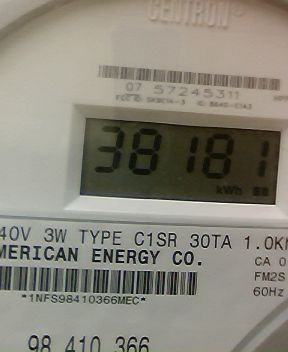 CENTRON
07 57245311
38181
kWh
40V 3W TYPE C1SR 30TA 1.0K
MERICAN ENERGY CO.
CA 0
FM2S
60Hz
*1NFS98410366MEC*
98 410 366